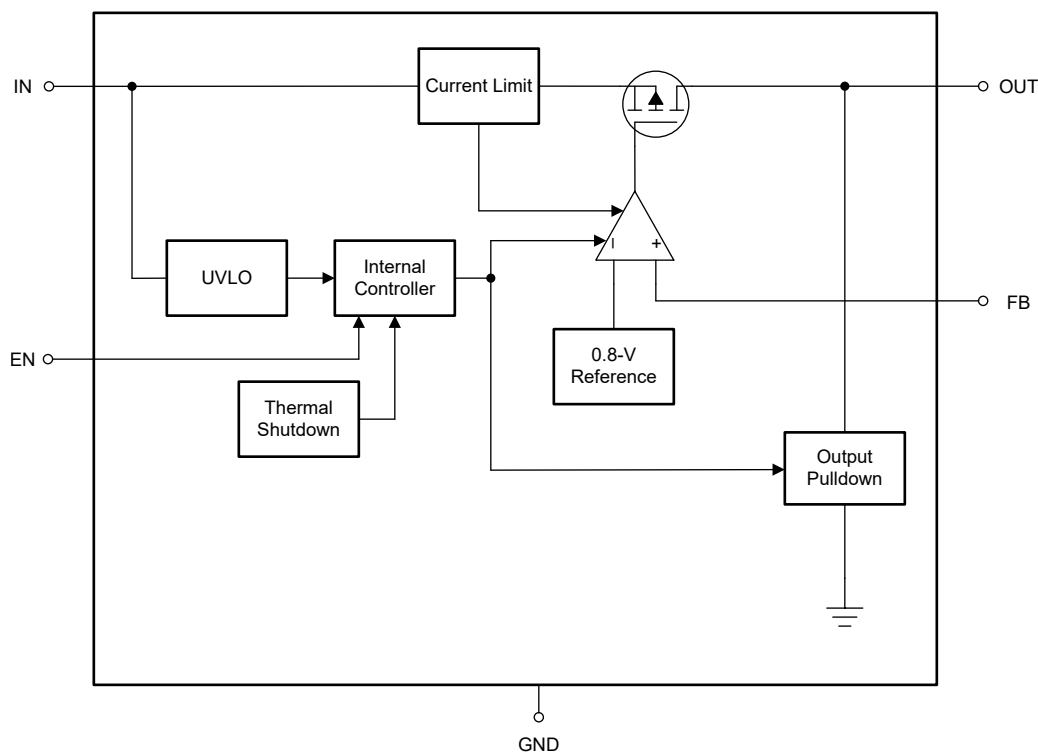 IN
Current Limit
OUT
UVLO
Internal
Controller
FB
EN
0.8-V
Reference
Thermal
Shutdown
Output
Pulldown
GND